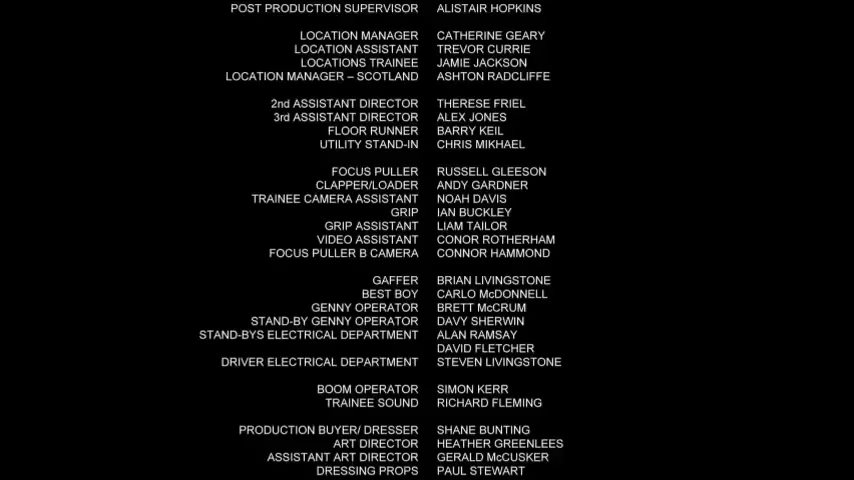 POST PRODUCTION SUPERVISOR ALISTAIR HOPKINS
LOCATION MANAGER CATHERINE GEARY
LOCATION ASSISTANT TREVOR CURRIE
LOCATIONS TRAINEE JAMIE JACKSON
LOCATION MANAGER – SCOTLAND ASHTON RADCLIFFE
2nd ASSISTANT DIRECTOR THERESE FRIEL
3rd ASSISTANT DIRECTOR ALEX JONES
FLOOR RUNNER BARRY KEIL
UTILITY STAND-IN CHRIS MIKHAEL
FOCUS PULLER RUSSELL GLEESON
CLAPPER/LOADER ANDY GARDNER
TRAINEE CAMERA ASSISTANT NOAH DAVIS
GRIP IAN BUCKLEY
GRIP ASSISTANT LIAM TAILOR
VIDEO ASSISTANT CONOR ROTHERHAM
FOCUS PULLER B CAMERA CONNOR HAMMOND
GAFFER BRIAN LIVINGSTONE
BEST BOY CARLO McDONNELL
GENNY OPERATOR BRETT McCRUM
STAND-BY GENNY OPERATOR DAVY SHERWIN
STAND-BYS ELECTRICAL DEPARTMENT ALAN RAMSAY
DAVID FLETCHER
DRIVER ELECTRICAL DEPARTMENT STEVEN LIVINGSTONE
BOOM OPERATOR SIMON KERR
TRAINEE SOUND RICHARD FLEMING
PRODUCTION BUYER/ DRESSER SHANE BUNTING
ART DIRECTOR HEATHER GREENLEES
ASSISTANT ART DIRECTOR GERALD McCUSKER
DRESSING PROPS PAUL STEWART